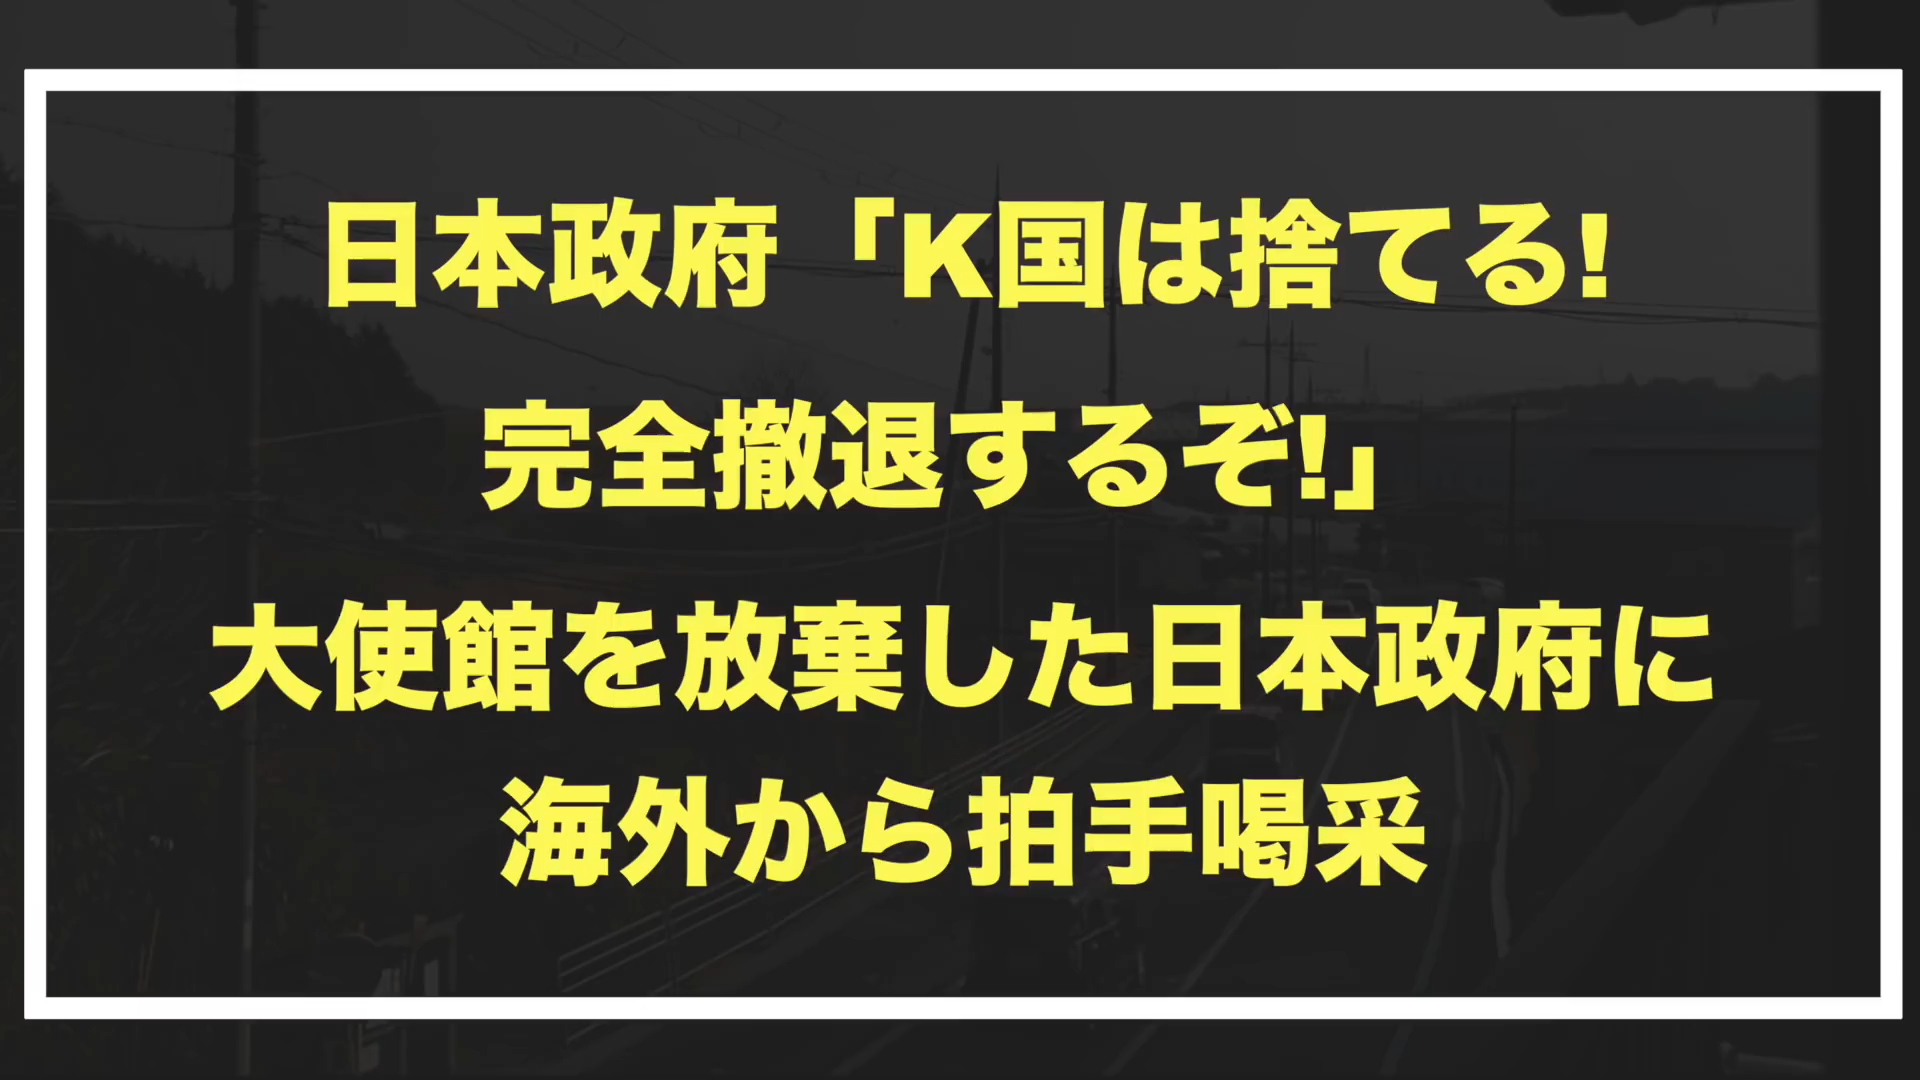 日本政府「K国は捨てる!
完全撤退するぞ!」
大使館を放棄した日本政府に
海外から拍手喝采